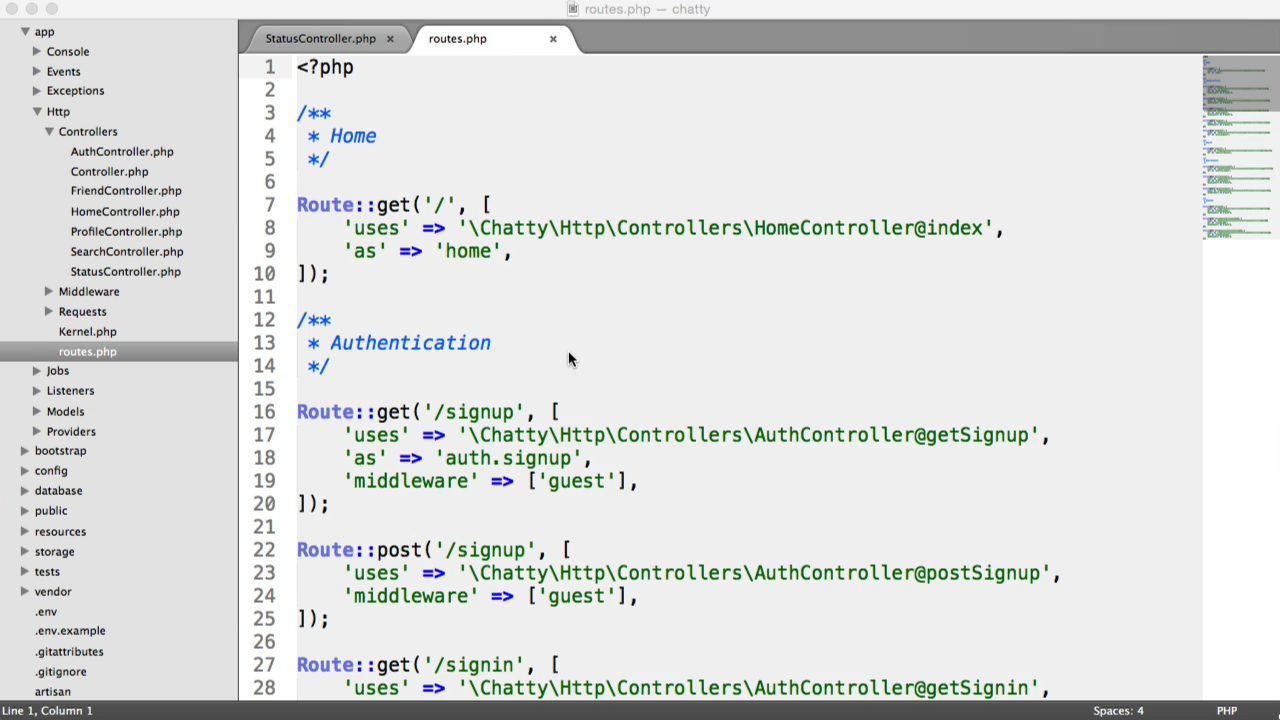 routes.php — chatty
app
Console
Events
Exceptions
Http
Controllers
AuthController.php
Controller.php
FriendController.php
HomeController.php
ProfileController.php
SearchController.php
StatusController.php
Middleware
Requests
Kernel.php
routes.php
Jobs
Listeners
Models
Providers
bootstrap
config
database
public
resources
storage
tests
vendor
.env
.env.example
.gitattributes
.gitignore
artisan
StatusController.php ×
routes.php ×
1 <?php
2
3 /**
4  * Home
5  */
6
7 Route::get('/', [
8     'uses' => '\Chatty\Http\Controllers\HomeController@index',
9     'as' => 'home',
10 ]);
11
12 /**
13  * Authentication
14  */
15
16 Route::get('/signup', [
17     'uses' => '\Chatty\Http\Controllers\AuthController@getSignup',
18     'as' => 'auth.signup',
19     'middleware' => ['guest'],
20 ]);
21
22 Route::post('/signup', [
23     'uses' => '\Chatty\Http\Controllers\AuthController@postSignup',
24     'middleware' => ['guest'],
25 ]);
26
27 Route::get('/signin', [
28     'uses' => '\Chatty\Http\Controllers\AuthController@getSignin',
Line 1, Column 1
Spaces: 4
PHP